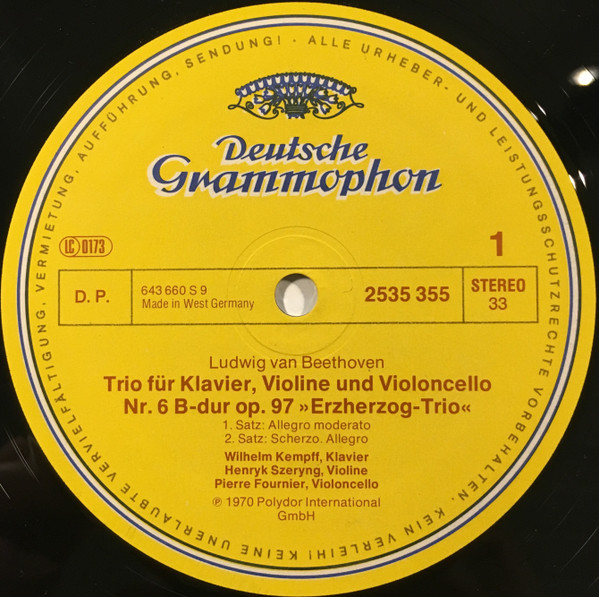 KEINE UNERLAUBTE VERVIELFÄLTIGUNG, VERMIETUNG, AUFFÜHRUNG, SENDUNG! · ALLE URHEBER- UND LEISTUNGSSCHUTZRECHTE VORBEHALTEN. KEIN VERLEIH!
Deutsche
Grammophon
LC 0173
1
D. P.
643 660 S 9
Made in West Germany
2535 355
STEREO
33
Ludwig van Beethoven
Trio für Klavier, Violine und Violoncello
Nr. 6 B-dur op. 97 »Erzherzog-Trio«
1. Satz: Allegro moderato
2. Satz: Scherzo. Allegro
Wilhelm Kempff, Klavier
Henryk Szeryng, Violine
Pierre Fournier, Violoncello
℗ 1970 Polydor International
GmbH